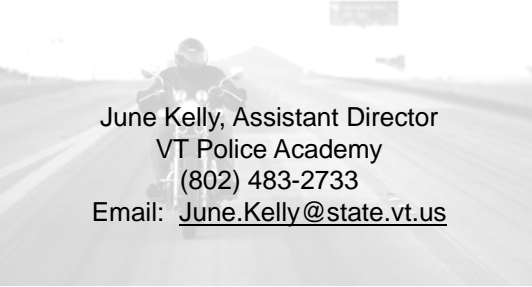 June Kelly, Assistant Director
VT Police Academy
(802) 483-2733
Email:  June.Kelly@state.vt.us